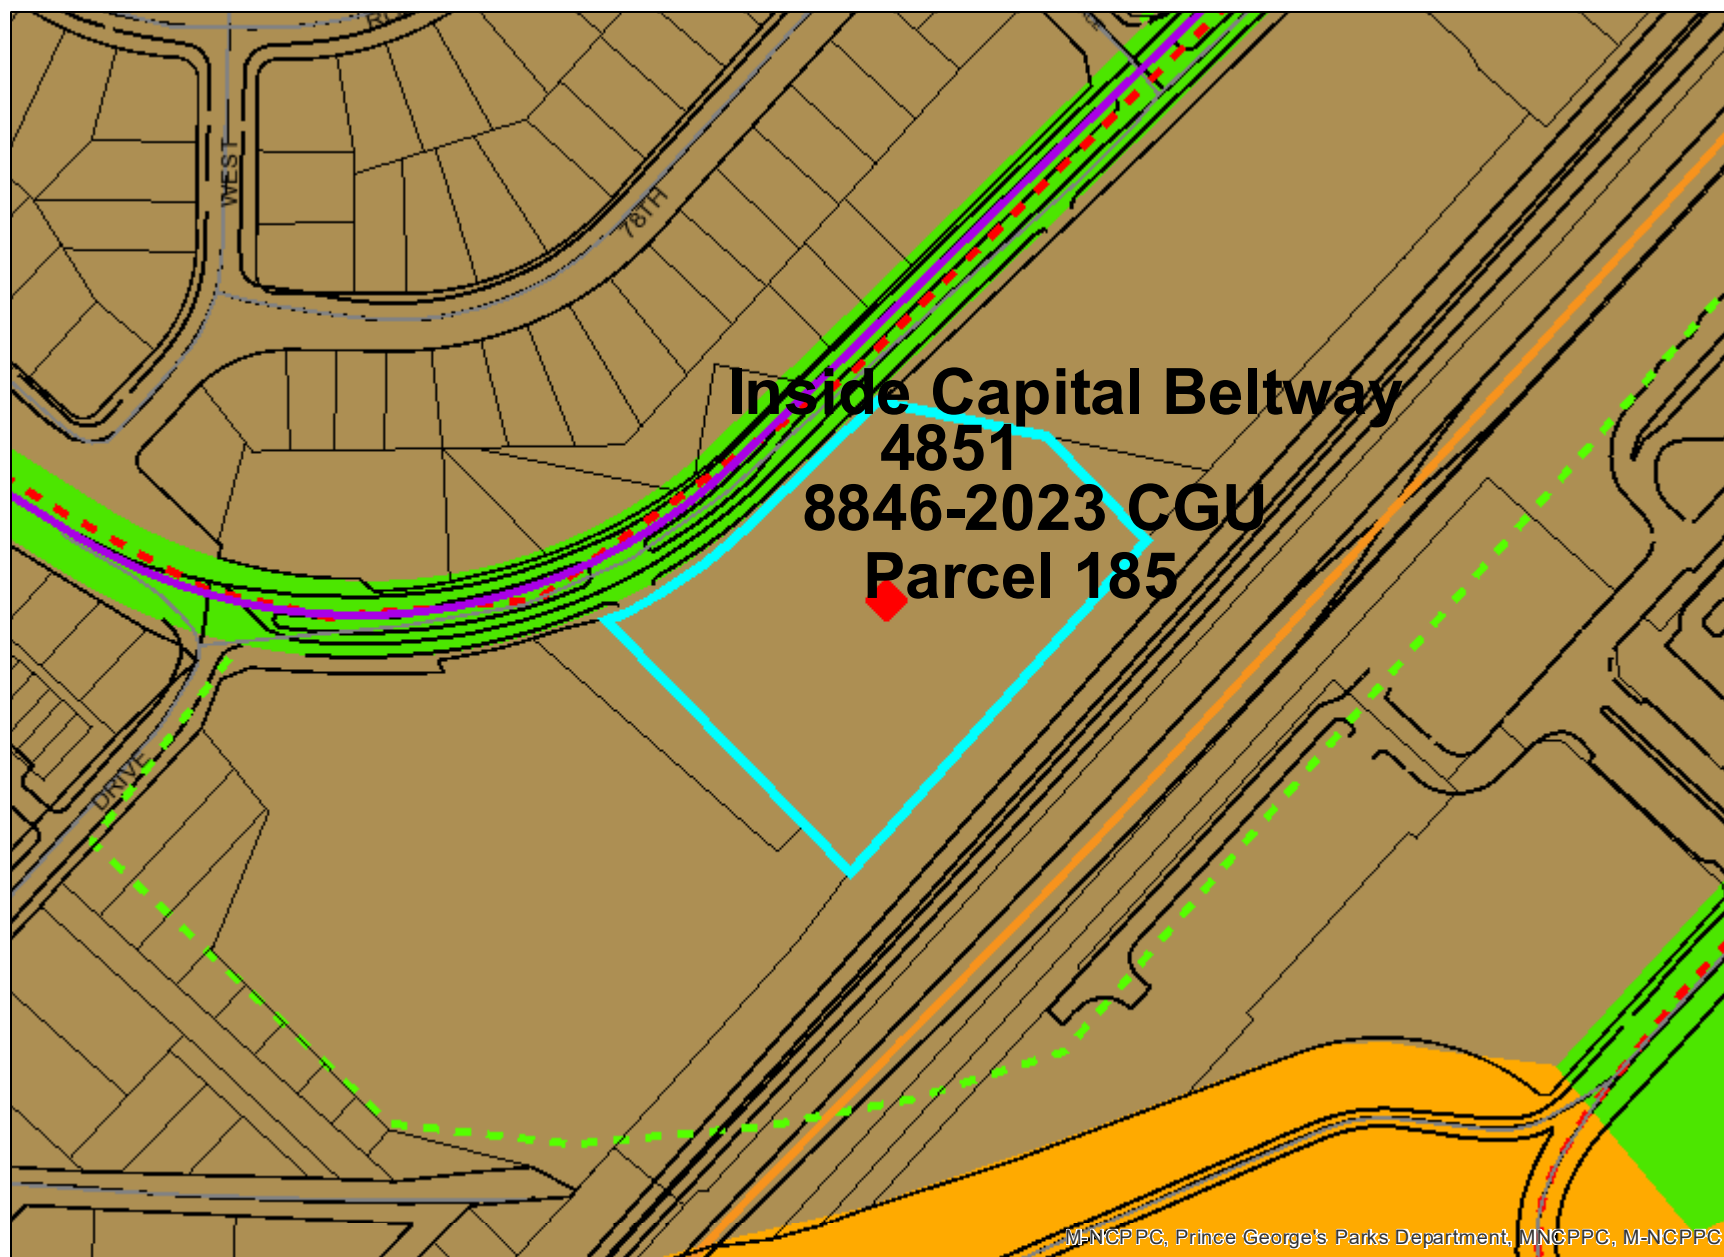 WEST
78TH
Inside Capital Beltway
4851
8846-2023 CGU
Parcel 185
DRIVE
M-NCPPC, Prince George's Parks Department, MNCPPC, M-NCPPC